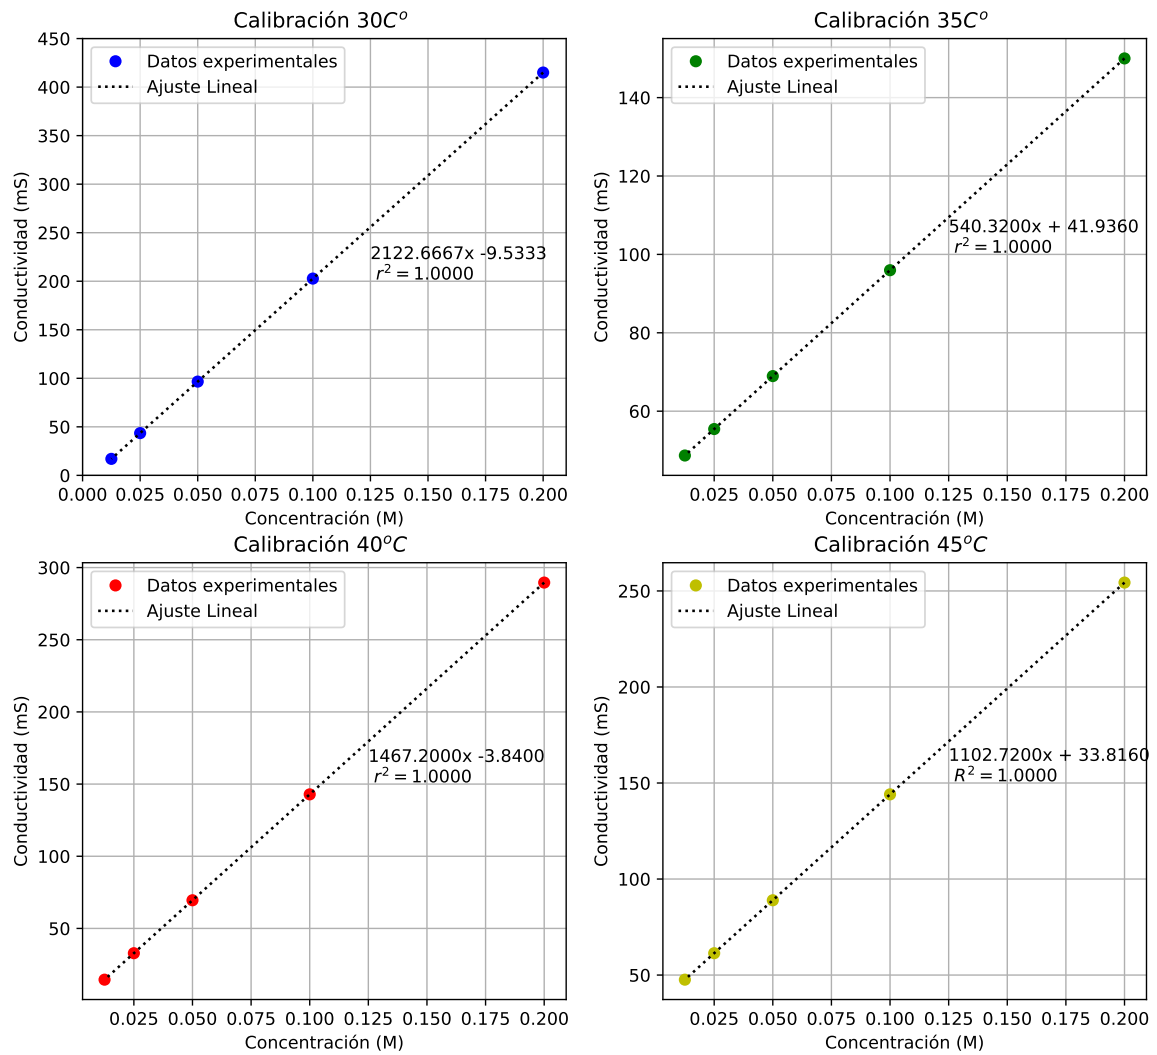 Calibración 30C°
Datos experimentales
Ajuste Lineal
2122.6667x -9.5333
r² = 1.0000
Conductividad (mS)
450
400
350
300
250
200
150
100
50
0
0.000 0.025 0.050 0.075 0.100 0.125 0.150 0.175 0.200
Concentración (M)
Calibración 35C°
Datos experimentales
Ajuste Lineal
540.3200x + 41.9360
r² = 1.0000
Conductividad (mS)
140
120
100
80
60
0.025 0.050 0.075 0.100 0.125 0.150 0.175 0.200
Concentración (M)
Calibración 40°C
Datos experimentales
Ajuste Lineal
1467.2000x -3.8400
r² = 1.0000
Conductividad (mS)
300
250
200
150
100
50
0.025 0.050 0.075 0.100 0.125 0.150 0.175 0.200
Concentración (M)
Calibración 45°C
Datos experimentales
Ajuste Lineal
1102.7200x + 33.8160
R² = 1.0000
Conductividad (mS)
250
200
150
100
50
0.025 0.050 0.075 0.100 0.125 0.150 0.175 0.200
Concentración (M)